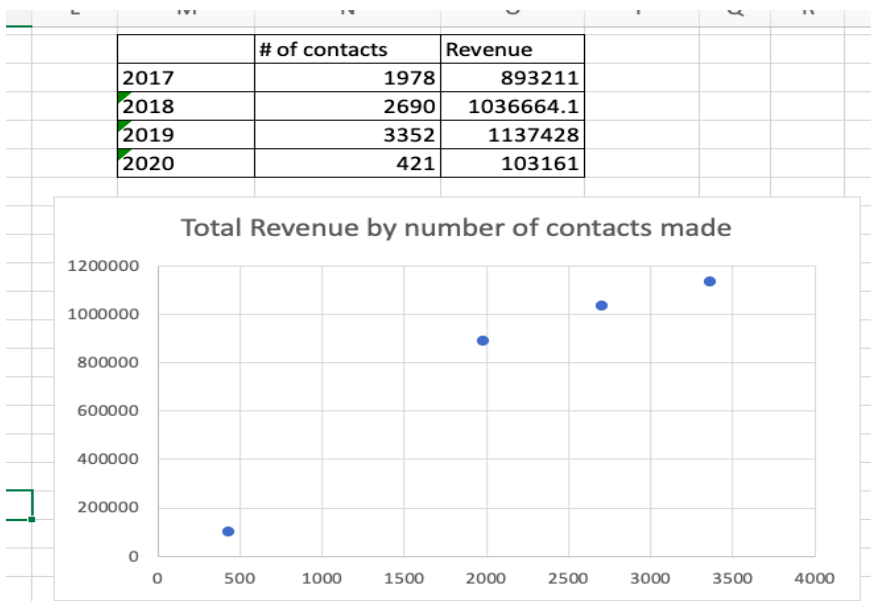 # of contacts Revenue
2017 1978 893211
2018 2690 1036664.1
2019 3352 1137428
2020 421 103161
Total Revenue by number of contacts made
1200000
1000000
800000
600000
400000
200000
0
0 500 1000 1500 2000 2500 3000 3500 4000